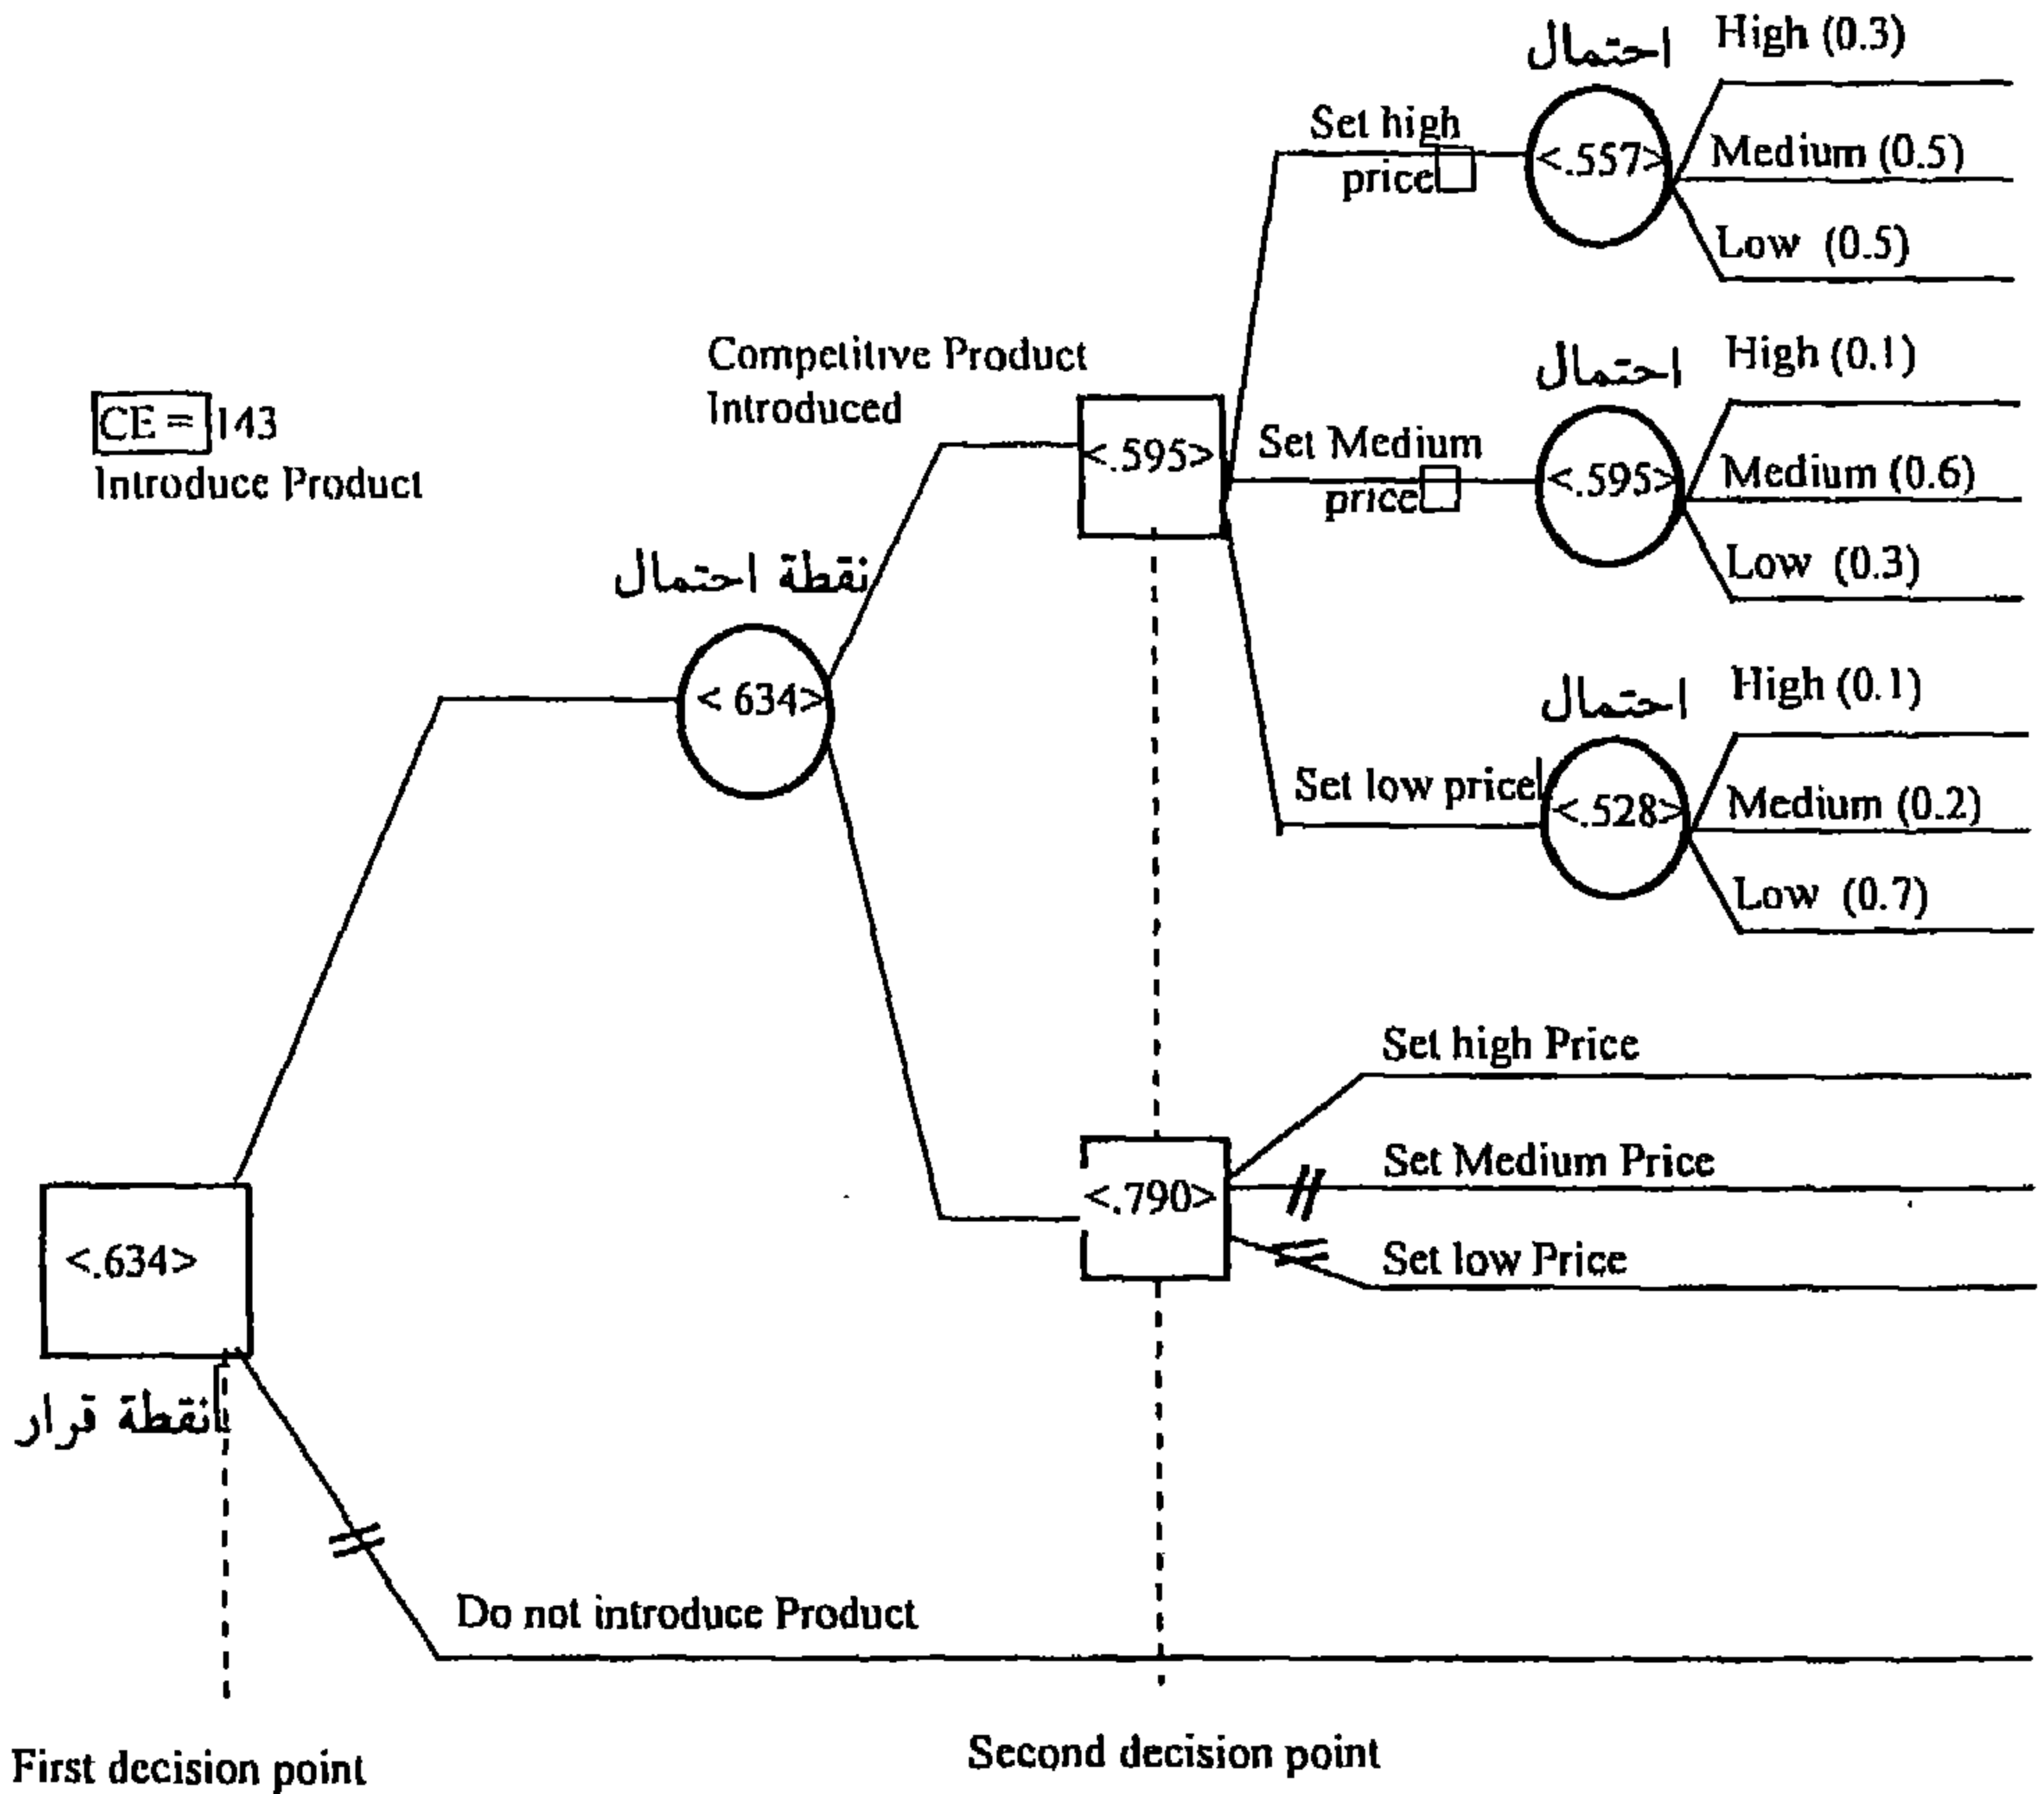 احتمال
High (0.3)
Set high
price
<.557>
Medium (0.5)
Low (0.5)
Competitive Product
Introduced
CE = 143
Introduce Product
<.595>
احتمال
High (0.1)
Set Medium
price
<.595>
Medium (0.6)
Low (0.3)
نقطة احتمال
< 634>
احتمال
High (0.1)
Set low price
<.528>
Medium (0.2)
Low (0.7)
Set high Price
<.790>
Set Medium Price
Set low Price
<.634>
نقطة قرار
Do not introduce Product
First decision point
Second decision point